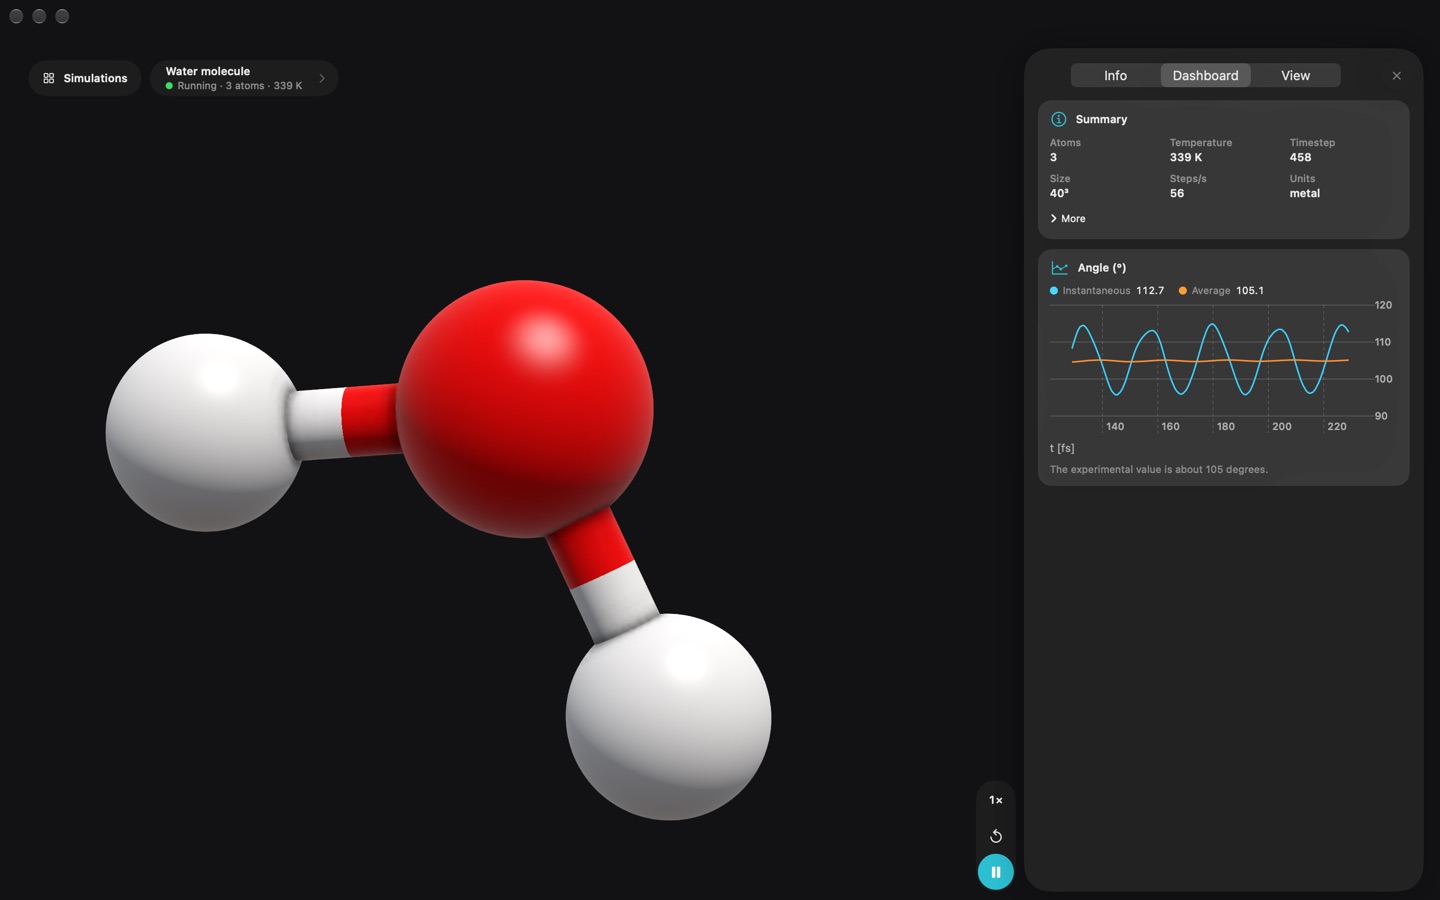 Simulations
Water molecule
Running · 3 atoms · 339 K
Info Dashboard View
Summary
Atoms Temperature Timestep
3 339 K 458
Size Steps/s Units
40³ 56 metal
More
Angle (°)
Instantaneous 112.7 Average 105.1
120
110
100
90
140 160 180 200 220
t [fs]
The experimental value is about 105 degrees.
1×